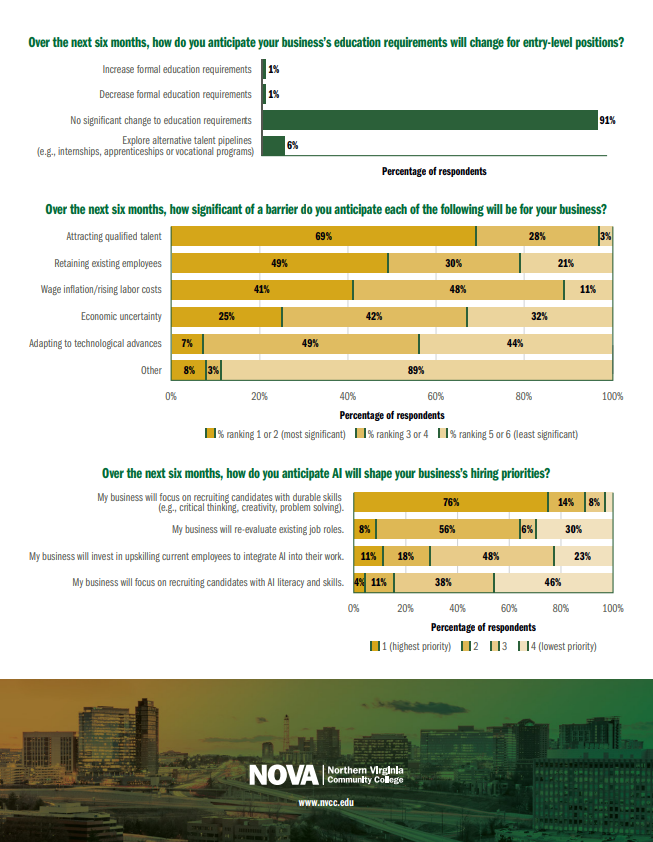 Over the next six months, how do you anticipate your business's education requirements will change for entry-level positions?
Increase formal education requirements 1%
Decrease formal education requirements 1%
No significant change to education requirements 91%
Explore alternative talent pipelines
(e.g., internships, apprenticeships or vocational programs) 6%
Percentage of respondents
Over the next six months, how significant of a barrier do you anticipate each of the following will be for your business?
Attracting qualified talent 69% 28% 3%
Retaining existing employees 49% 30% 21%
Wage inflation/rising labor costs 41% 48% 11%
Economic uncertainty 25% 42% 32%
Adapting to technological advances 7% 49% 44%
Other 8% 3% 89%
0% 20% 40% 60% 80% 100%
Percentage of respondents
% ranking 1 or 2 (most significant) % ranking 3 or 4 % ranking 5 or 6 (least significant)
Over the next six months, how do you anticipate AI will shape your business's hiring priorities?
My business will focus on recruiting candidates with durable skills
(e.g., critical thinking, creativity, problem solving). 76% 14% 8%
My business will re-evaluate existing job roles. 8% 56% 6% 30%
My business will invest in upskilling current employees to integrate AI into their work. 11% 18% 48% 23%
My business will focus on recruiting candidates with AI literacy and skills. 4% 11% 38% 46%
0% 20% 40% 60% 80% 100%
Percentage of respondents
1 (highest priority) 2 3 4 (lowest priority)
NOVA Northern Virginia
Community College
www.nvcc.edu